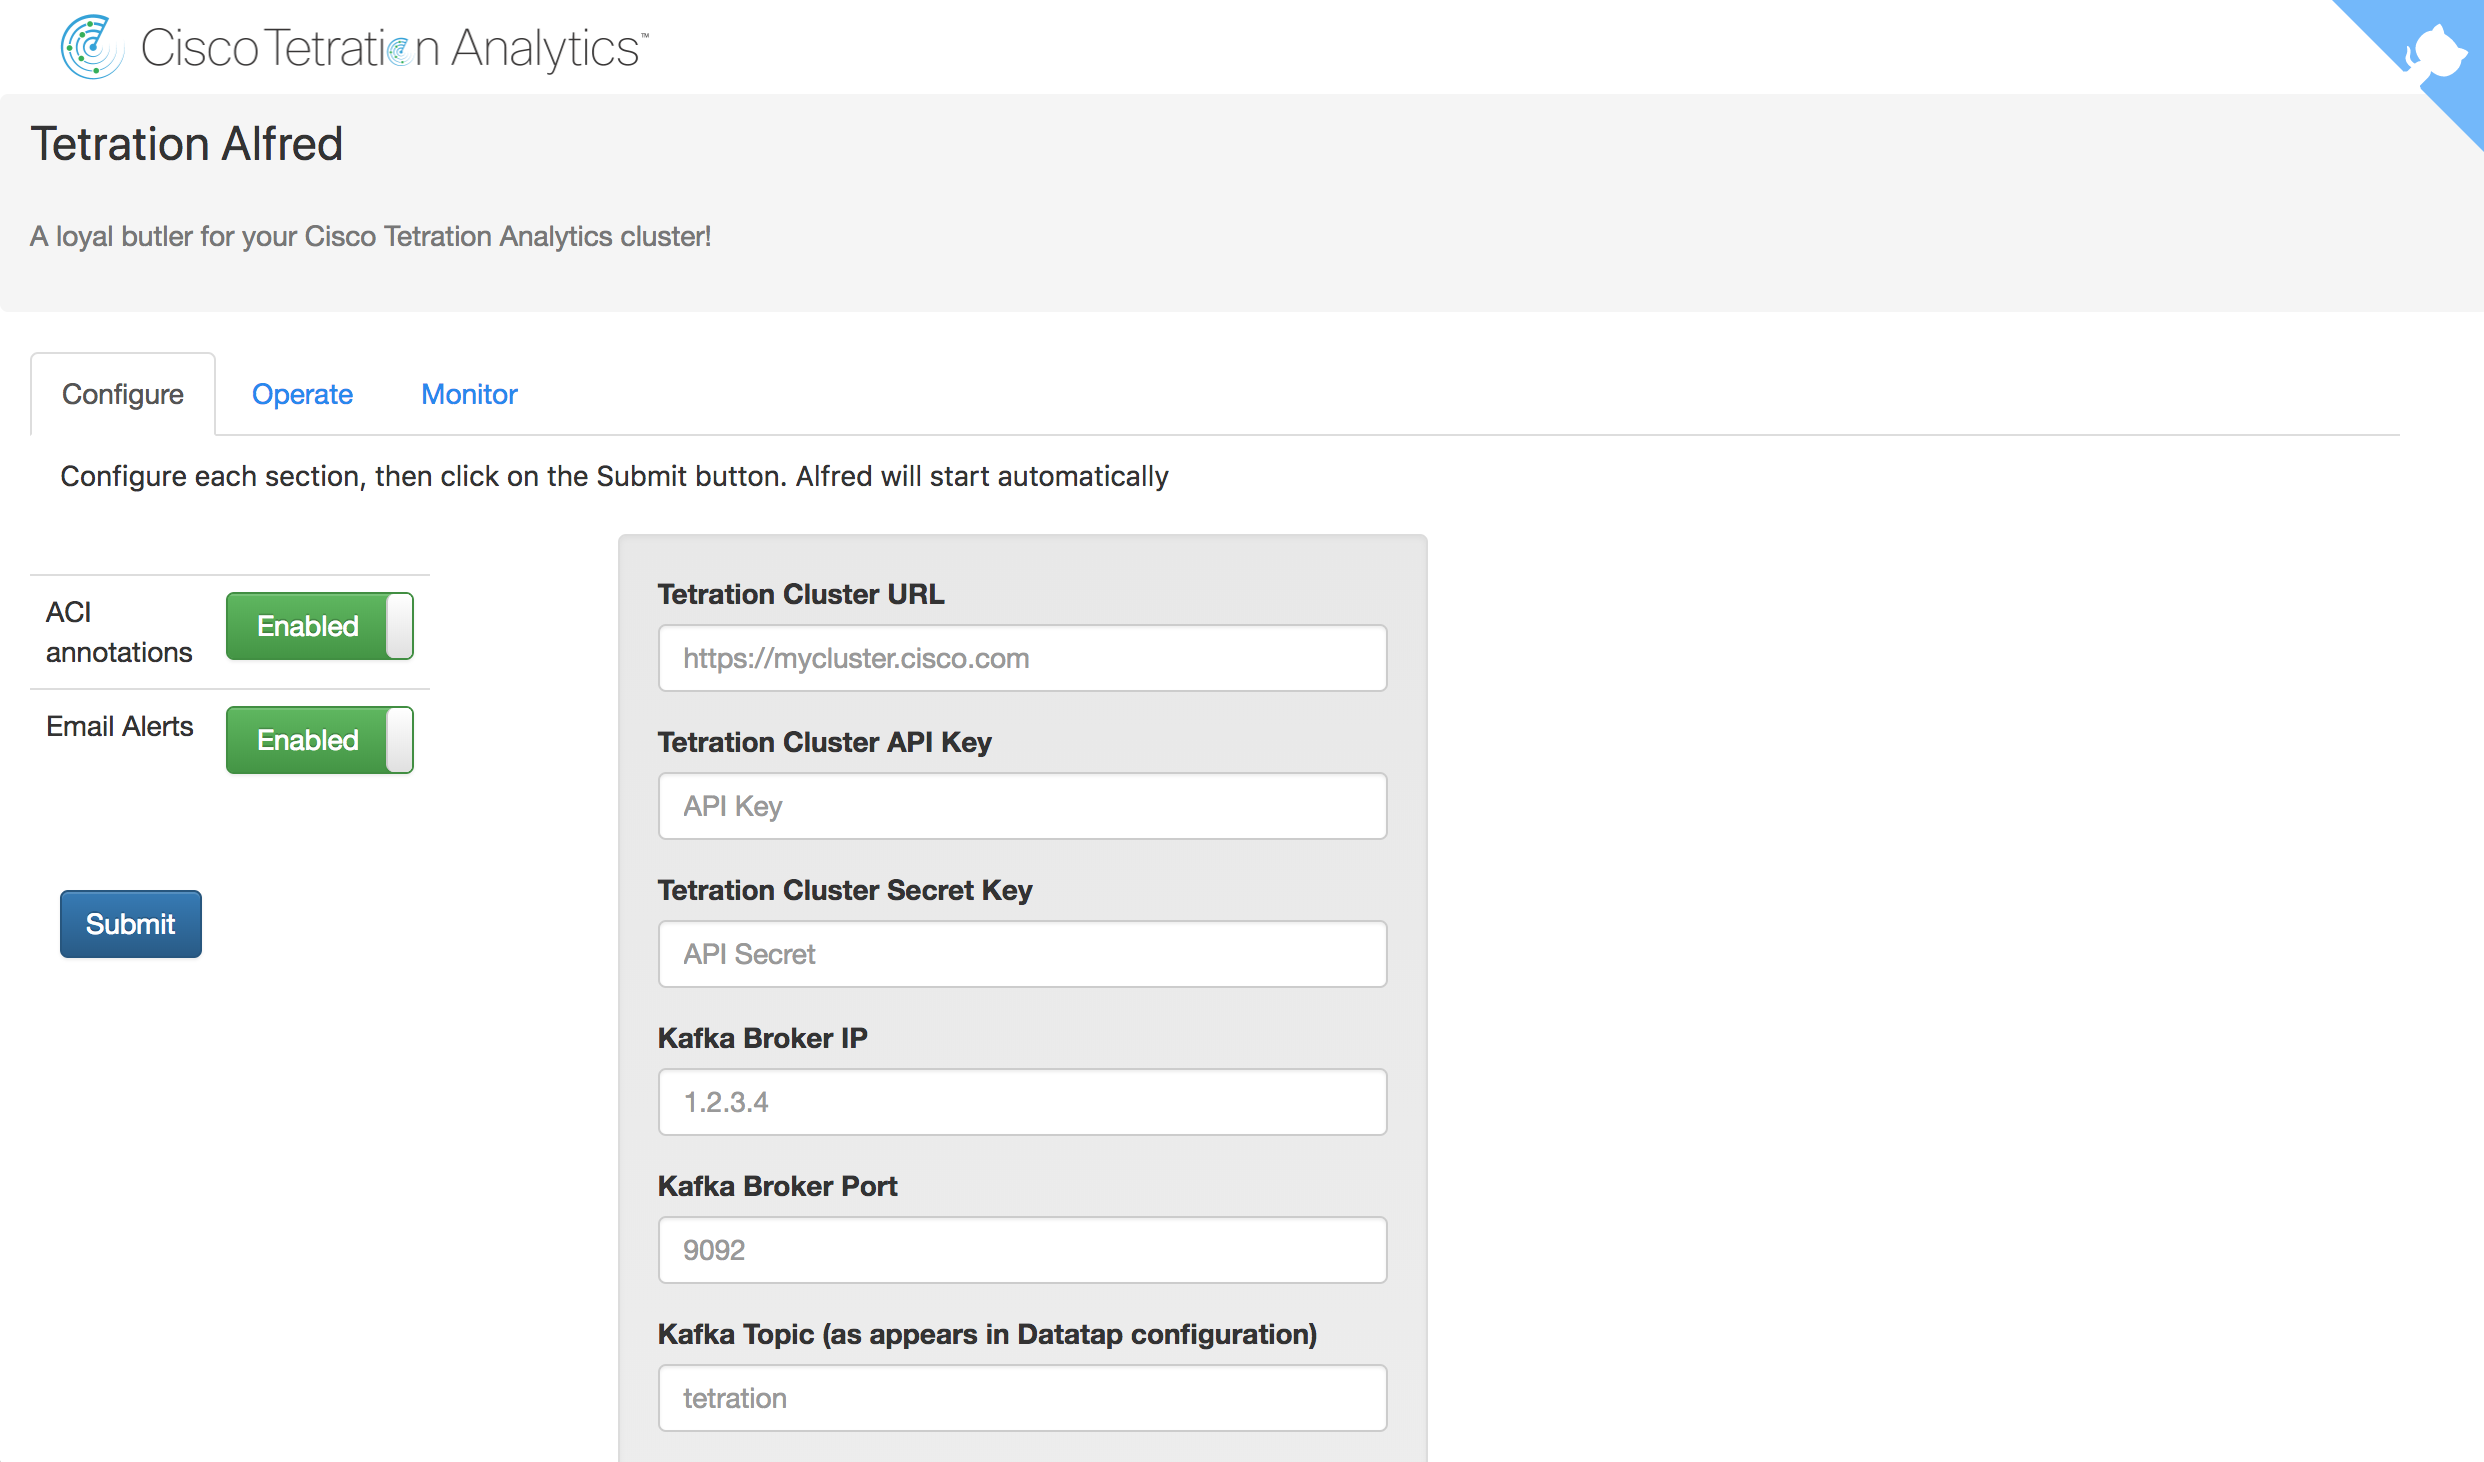 Cisco Tetration Analytics™
Tetration Alfred
A loyal butler for your Cisco Tetration Analytics cluster!
Configure
Operate
Monitor
Configure each section, then click on the Submit button. Alfred will start automatically
ACI
annotations
Enabled
Email Alerts
Enabled
Submit
Tetration Cluster URL
https://mycluster.cisco.com
Tetration Cluster API Key
API Key
Tetration Cluster Secret Key
API Secret
Kafka Broker IP
1.2.3.4
Kafka Broker Port
9092
Kafka Topic (as appears in Datatap configuration)
tetration